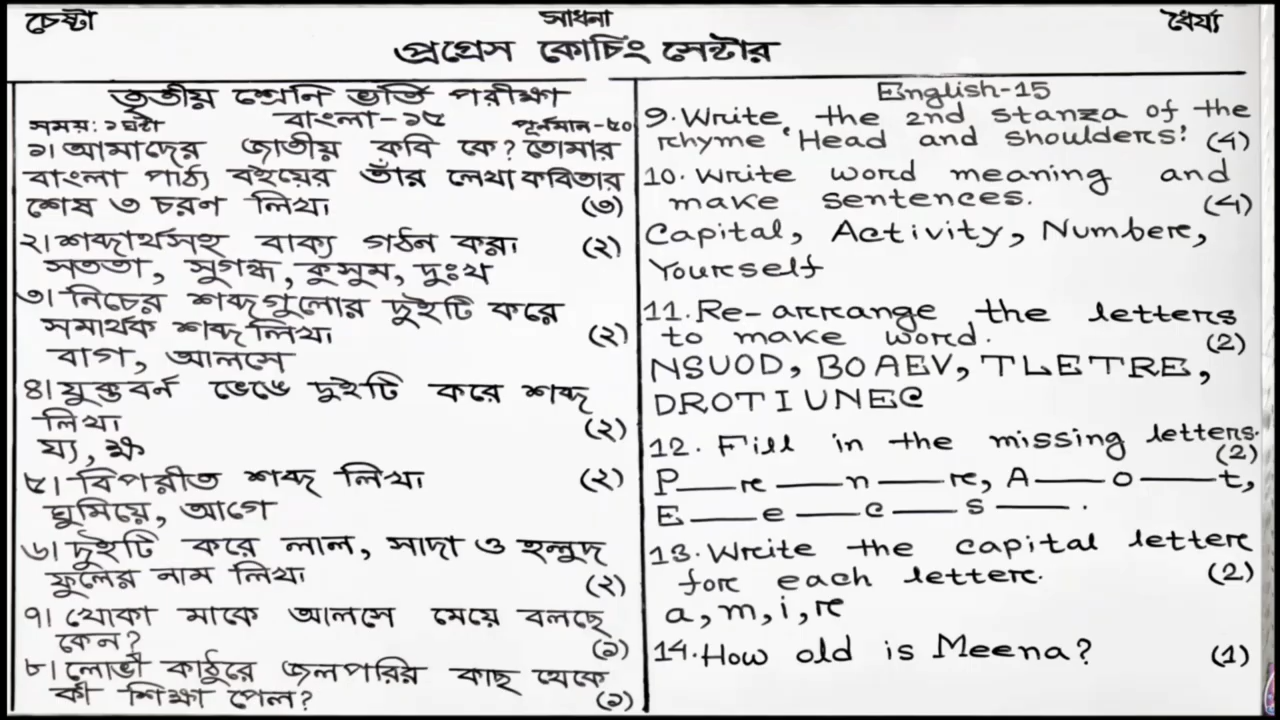 চেষ্টা
সাধনা
ধৈর্য্য
প্রগ্রেস কোচিং সেন্টার
তৃতীয় শ্রেনি ভর্তি পরীক্ষা
সময়: ১ ঘন্টা বাংলা-১৫ পূর্নমান-৫০
১। আমাদের জাতীয় কবি কে? তোমার
বাংলা পাঠ্য বইয়ের তাঁর লেখা কবিতার
শেষ ৩ চরণ লিখ। (৩)
২। শব্দার্থসহ বাক্য গঠন কর। (২)
সততা, সুগন্ধ, কুসুম, দুঃখ
৩। নিচের শব্দগুলোর দুইটি করে
সমার্থক শব্দ লিখ। (২)
বাগ, আলসে
৪। যুক্তবর্ন ভেঙে দুইটি করে শব্দ
লিখ। (২)
য্য, ক্ষ
৫। বিপরীত শব্দ লিখ। (২)
ঘুমিয়ে, আগে
৬। দুইটি করে লাল, সাদা ও হলুদ
ফুলের নাম লিখ। (২)
৭। খোকা মাকে আলসে মেয়ে বলছে
কেন? (১)
৮। লোভী কাঠুরে জলপরির কাছ থেকে
কী শিক্ষা পেল? (১)
English-15
9. Write the 2nd stanza of the
rhyme 'Head and shoulders.' (4)
10. Write word meaning and
make sentences. (4)
Capital, Activity, Number,
Yourself
11. Re-arrange the letters
to make word. (2)
NSUOD, BOAEV, TLETRE,
DROTIUNEC
12. Fill in the missing letters.
(2)
P__r__n__r, A__o__t,
E__e__c__s__.
13. Write the capital letter
for each letter. (2)
a, m, i, r
14. How old is Meena? (1)